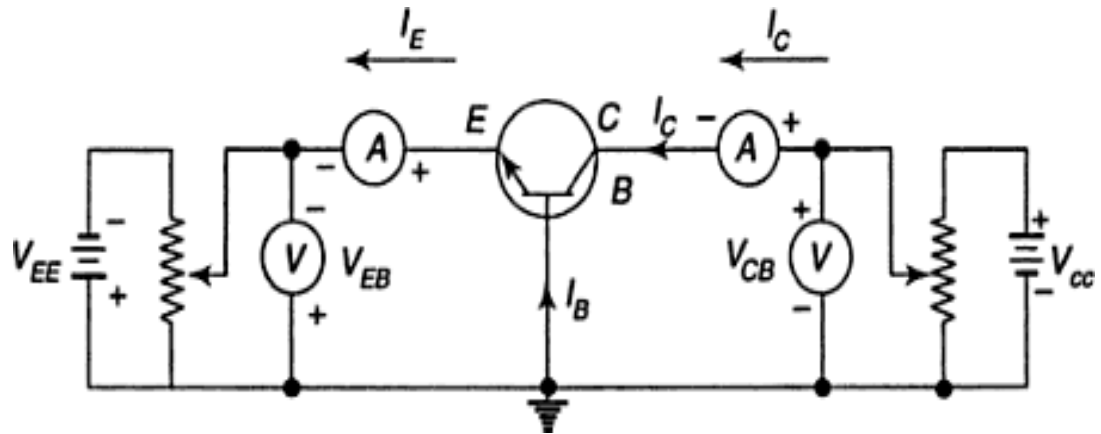 I_E I_C
E C I_C
− A + − A +
B
− − + +
V_EE V V_EB V_CB V V_cc
+ + I_B − −